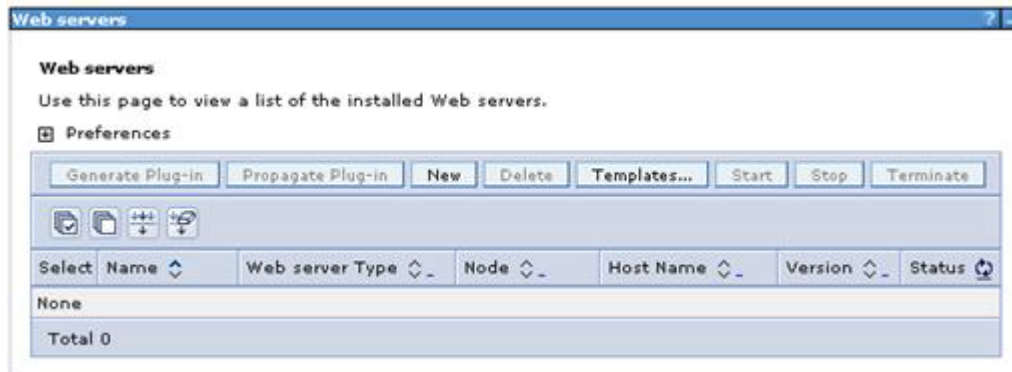 Web servers ?
Web servers
Use this page to view a list of the installed Web servers.
Preferences
Generate Plug-in Propagate Plug-in New Delete Templates... Start Stop Terminate
Select Name Web server Type Node Host Name Version Status
None
Total 0